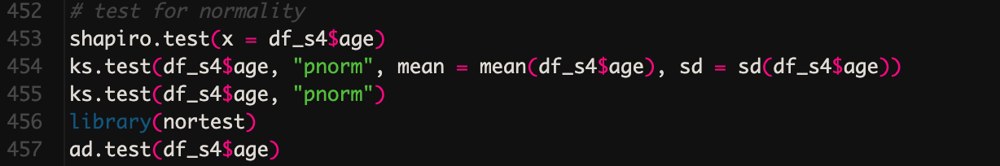 452 # test for normality
453 shapiro.test(x = df_s4$age)
454 ks.test(df_s4$age, "pnorm", mean = mean(df_s4$age), sd = sd(df_s4$age))
455 ks.test(df_s4$age, "pnorm")
456 library(nortest)
457 ad.test(df_s4$age)